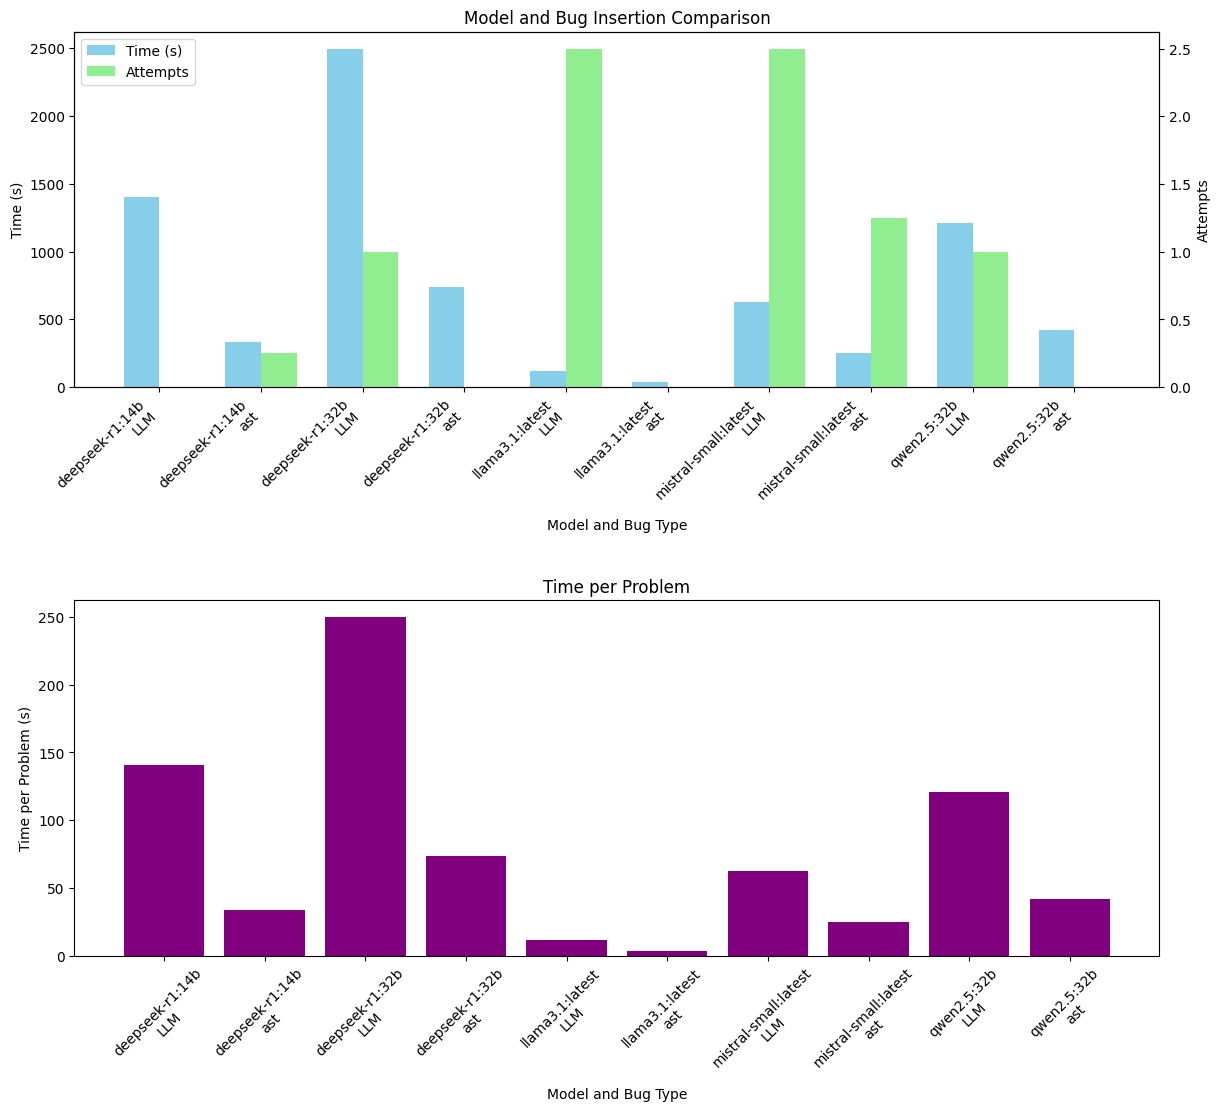 Model and Bug Insertion Comparison
Time (s)
Attempts
2500
2000
1500
1000
500
0
Time (s)
2.5
2.0
1.5
1.0
0.5
0.0
Attempts
deepseek-r1:14b
LLM
deepseek-r1:14b
ast
deepseek-r1:32b
LLM
deepseek-r1:32b
ast
llama3.1:latest
LLM
llama3.1:latest
ast
mistral-small:latest
LLM
mistral-small:latest
ast
qwen2.5:32b
LLM
qwen2.5:32b
ast
Model and Bug Type
Time per Problem
250
200
150
100
50
0
Time per Problem (s)
deepseek-r1:14b
LLM
deepseek-r1:14b
ast
deepseek-r1:32b
LLM
deepseek-r1:32b
ast
llama3.1:latest
LLM
llama3.1:latest
ast
mistral-small:latest
LLM
mistral-small:latest
ast
qwen2.5:32b
LLM
qwen2.5:32b
ast
Model and Bug Type